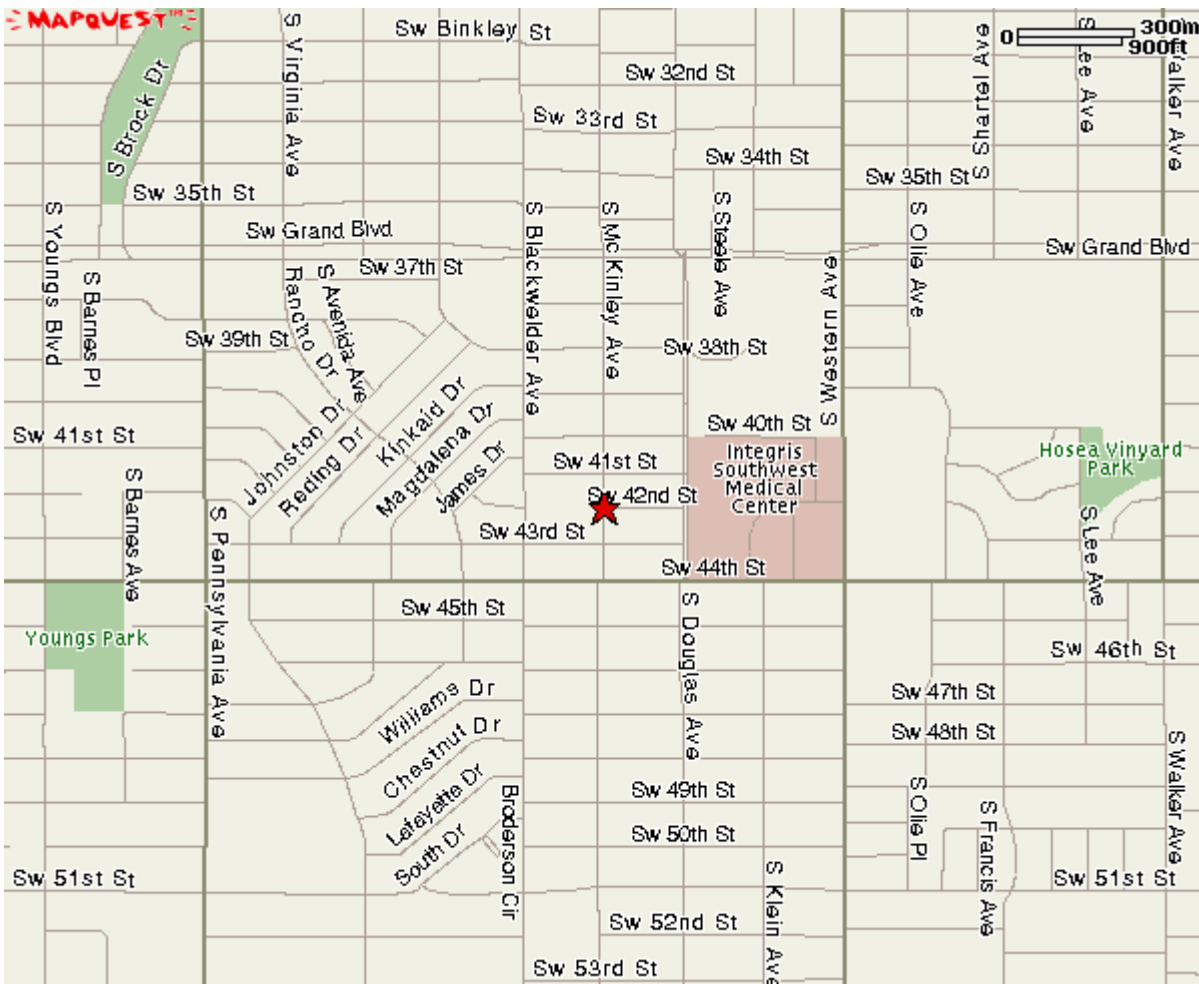 MAPQUEST™
Sw Binkley St
0 300m
900ft
S Virginia Ave
S Shartel Ave
S Lee Ave
Walker Ave
Sw 32nd St
S Brock Dr
Sw 33rd St
Sw 34th St
Sw 35th St
Sw 35th St
S Youngs Blvd
S Blackwelder Ave
S McKinley Ave
S Steele Ave
S Olie Ave
Sw Grand Blvd
Sw Grand Blvd
Sw 37th St
S Western Ave
S Barnes Pl
Rancho Dr
S Avenida Ave
Sw 39th St
Sw 38th St
Johnston Dr
Reding Dr
Kinkaid Dr
Magdalena Dr
James Dr
Sw 40th St
Sw 41st St
Sw 41st St
Integris
Southwest
Medical
Center
Hosea Vinyard
Park
S Barnes Ave
Sw 42nd St
S Pennsylvania Ave
Sw 43rd St
S Lee Ave
Sw 44th St
Sw 45th St
S Douglas Ave
Youngs Park
Sw 46th St
Williams Dr
Sw 47th St
Chestnut Dr
Sw 48th St
S Walker Ave
Lafayette Dr
Sw 49th St
Broderson Cir
S Olie Pl
S Francis Ave
South Dr
Sw 50th St
Sw 51st St
S Klein Ave
Sw 51st St
Sw 52nd St
Sw 53rd St